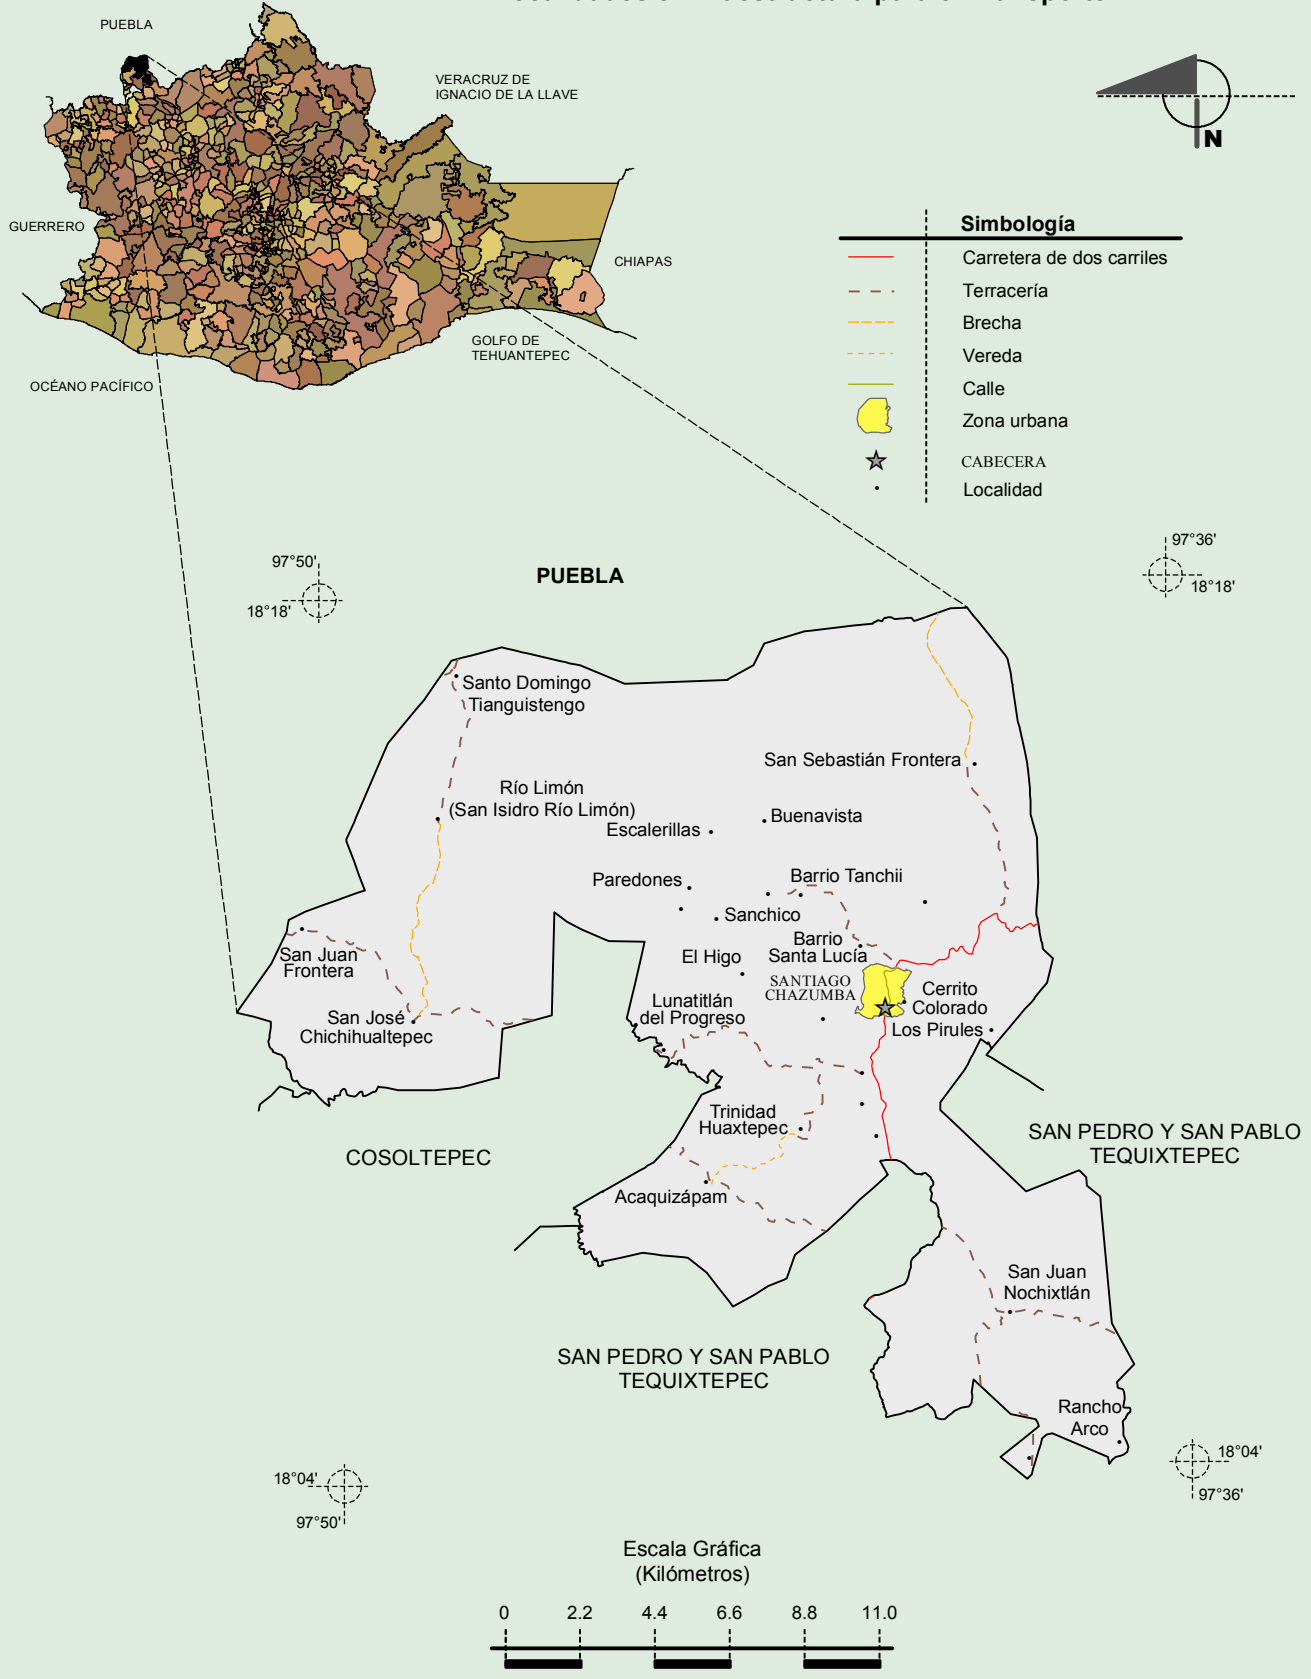 PUEBLA
VERACRUZ DE
IGNACIO DE LA LLAVE
GUERRERO
CHIAPAS
GOLFO DE
TEHUANTEPEC
OCÉANO PACÍFICO
N
Simbología
Carretera de dos carriles
Terracería
Brecha
Vereda
Calle
Zona urbana
CABECERA
Localidad
97°50'
18°18'
PUEBLA
97°36'
18°18'
Santo Domingo
Tianguistengo
San Sebastián Frontera
Río Limón
(San Isidro Río Limón)
Buenavista
Escalerillas
Paredones
Barrio Tanchii
Sanchico
San Juan
Frontera
Barrio
Santa Lucía
El Higo
SANTIAGO
CHAZUMBA
Cerrito
Colorado
Lunatitlán
del Progreso
San José
Chichihualtepec
Los Pirules
Trinidad
Huaxtepec
COSOLTEPEC
SAN PEDRO Y SAN PABLO
TEQUIXTEPEC
Acaquizápam
San Juan
Nochixtlán
SAN PEDRO Y SAN PABLO
TEQUIXTEPEC
Rancho
Arco
18°04'
97°50'
18°04'
97°36'
Escala Gráfica
(Kilómetros)
0 2.2 4.4 6.6 8.8 11.0